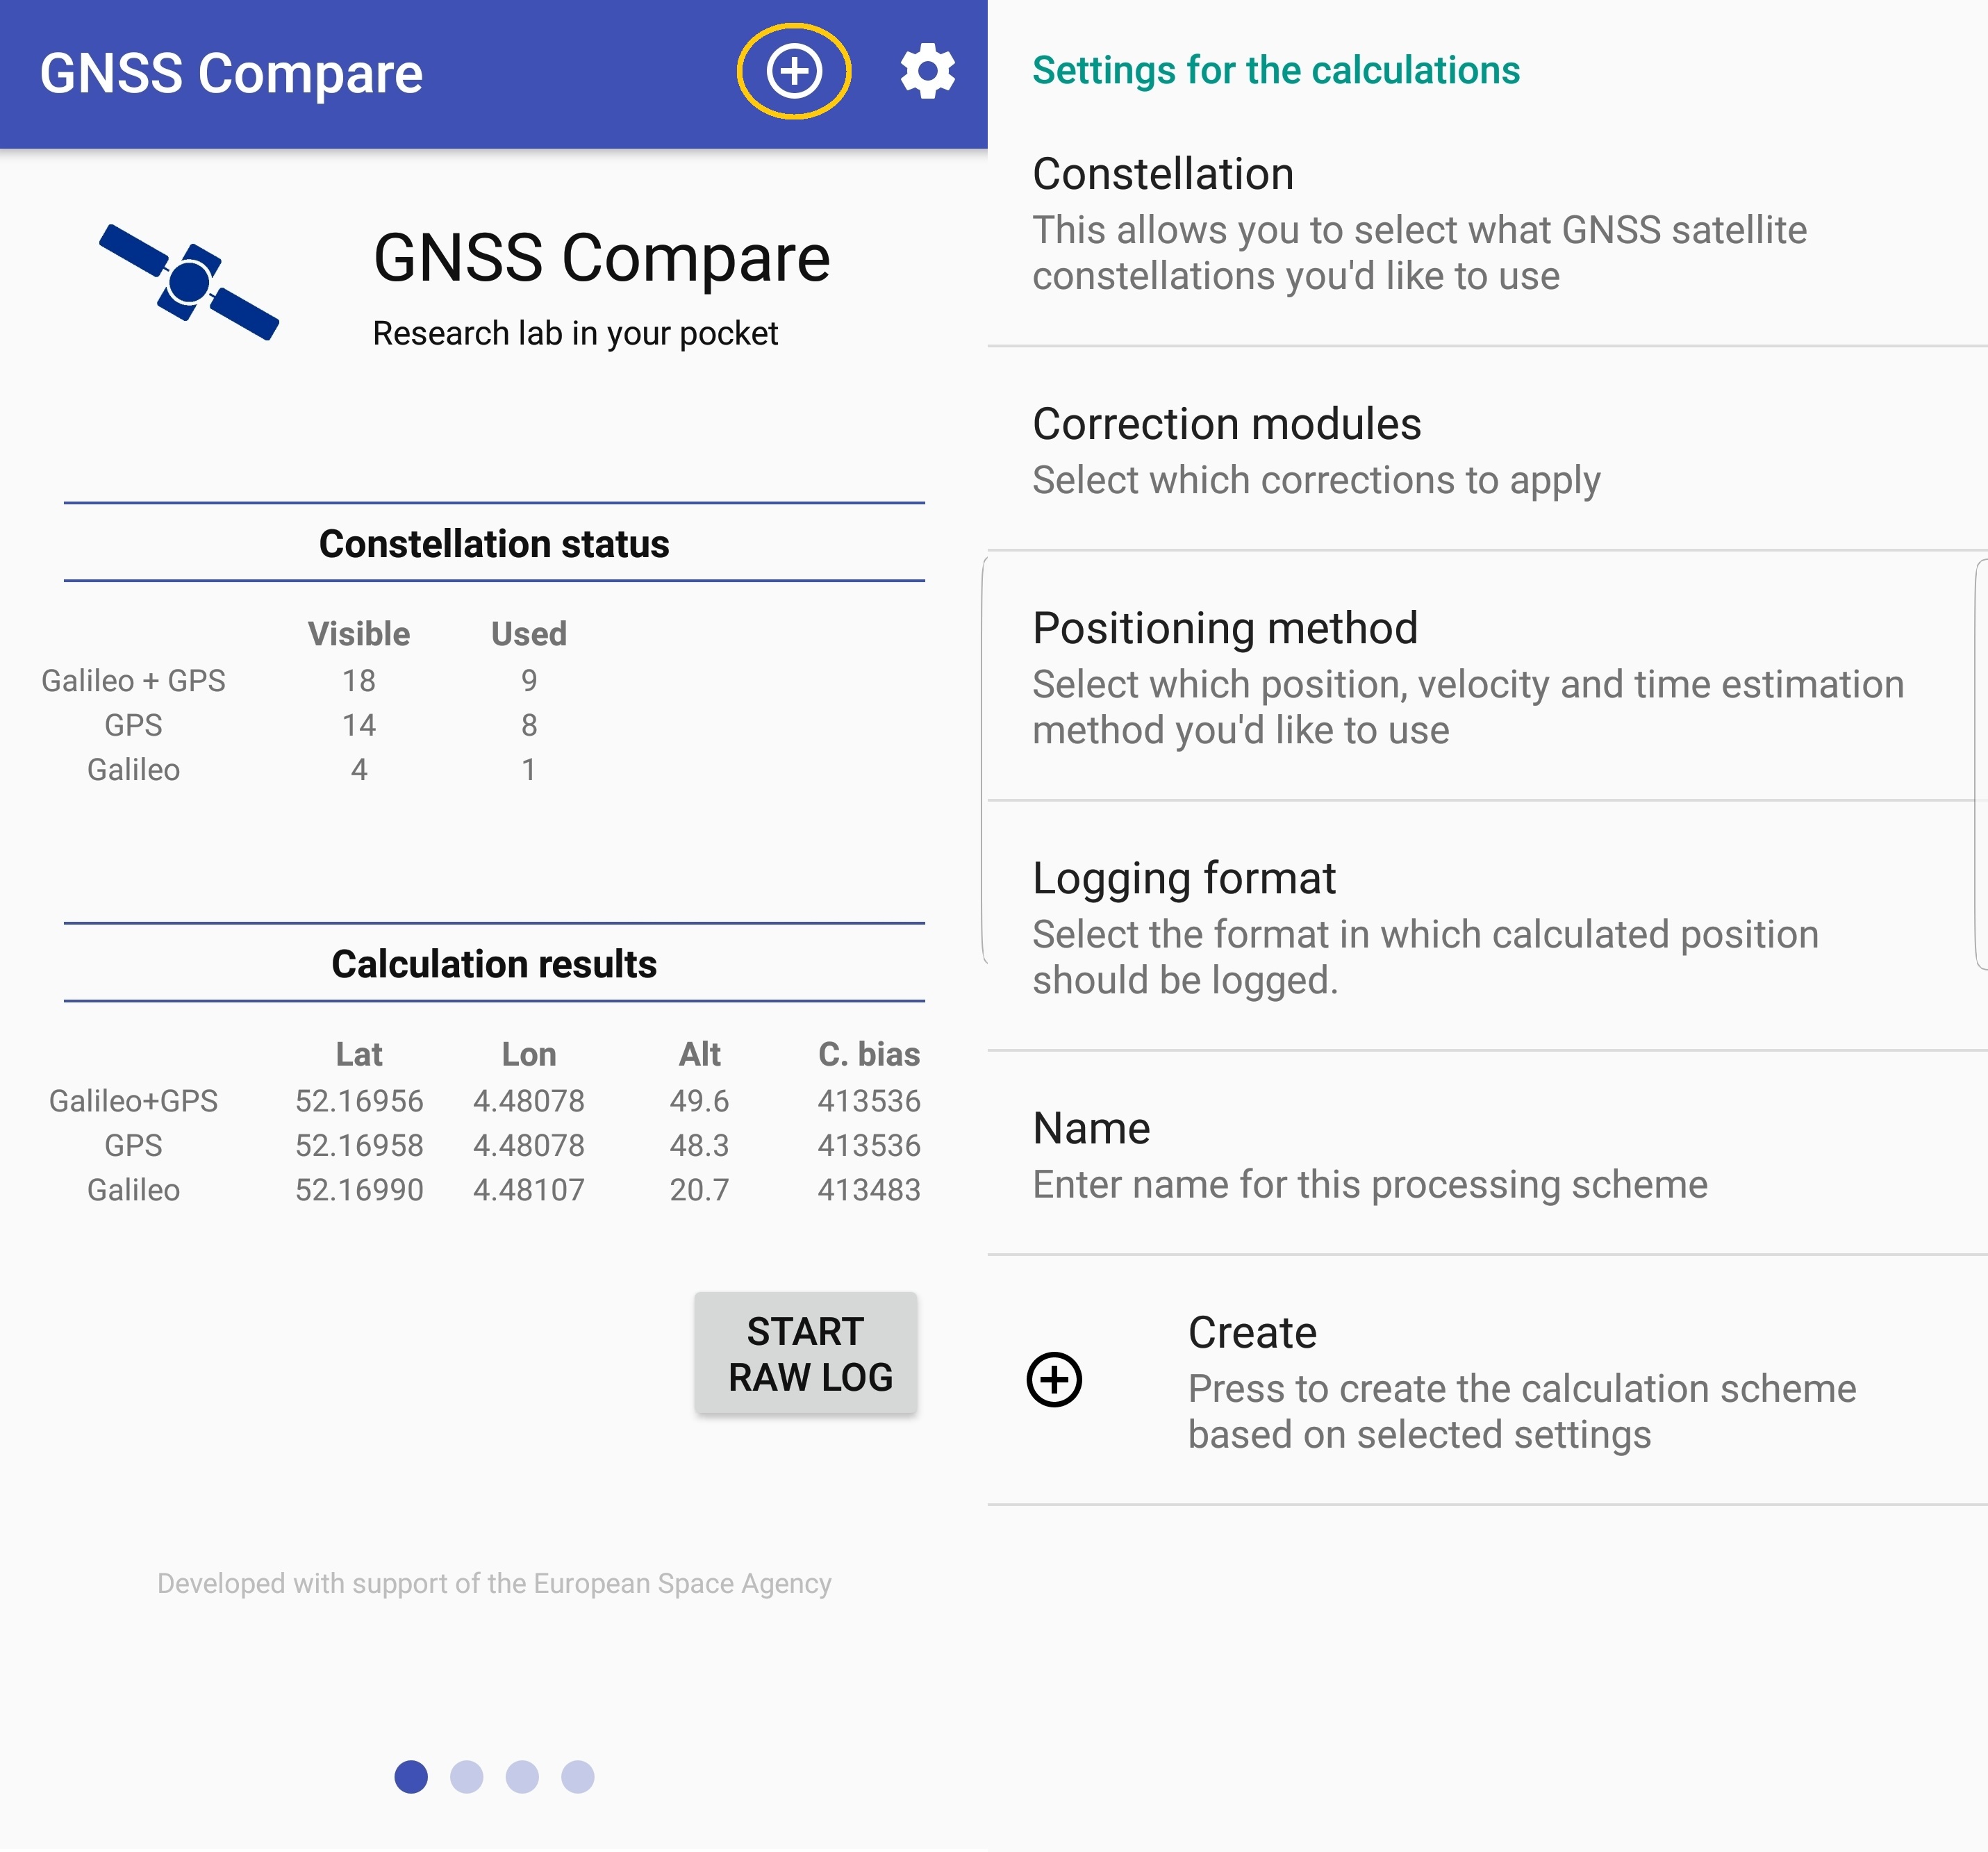 GNSS Compare
GNSS Compare
Research lab in your pocket
Constellation status
Visible Used
Galileo + GPS 18 9
GPS 14 8
Galileo 4 1
Calculation results
Lat Lon Alt C. bias
Galileo+GPS 52.16956 4.48078 49.6 413536
GPS 52.16958 4.48078 48.3 413536
Galileo 52.16990 4.48107 20.7 413483
START
RAW LOG
Developed with support of the European Space Agency
Settings for the calculations
Constellation
This allows you to select what GNSS satellite
constellations you'd like to use
Correction modules
Select which corrections to apply
Positioning method
Select which position, velocity and time estimation
method you'd like to use
Logging format
Select the format in which calculated position
should be logged.
Name
Enter name for this processing scheme
Create
Press to create the calculation scheme
based on selected settings